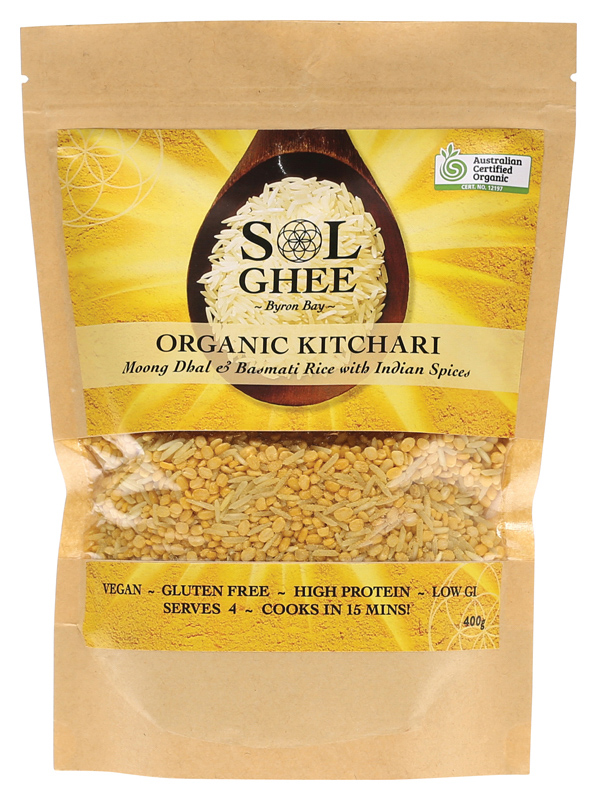 Australian
Certified
Organic
CERT. NO. 12197
SOL
GHEE
~ Byron Bay ~
ORGANIC KITCHARI
Moong Dhal & Basmati Rice with Indian Spices
VEGAN ~ GLUTEN FREE ~ HIGH PROTEIN ~ LOW GI
SERVES 4 ~ COOKS IN 15 MINS!
400g